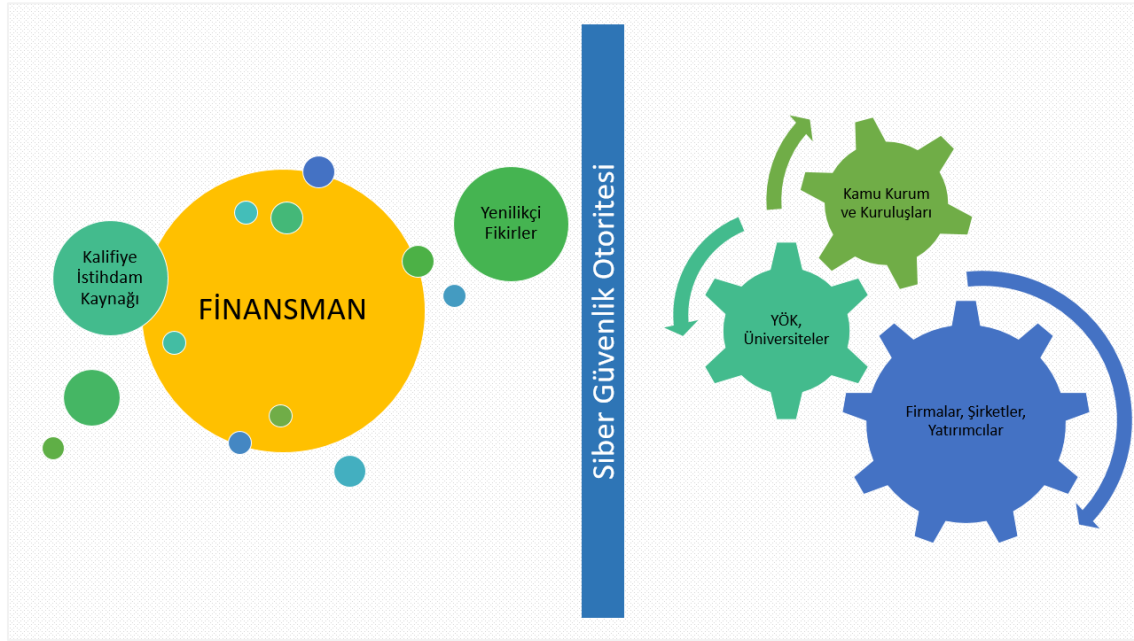 Kalifiye
İstihdam
Kaynağı
FİNANSMAN
Yenilikçi
Fikirler
Siber Güvenlik Otoritesi
Kamu Kurum
ve Kuruluşları
YÖK,
Üniversiteler
Firmalar, Şirketler,
Yatırımcılar